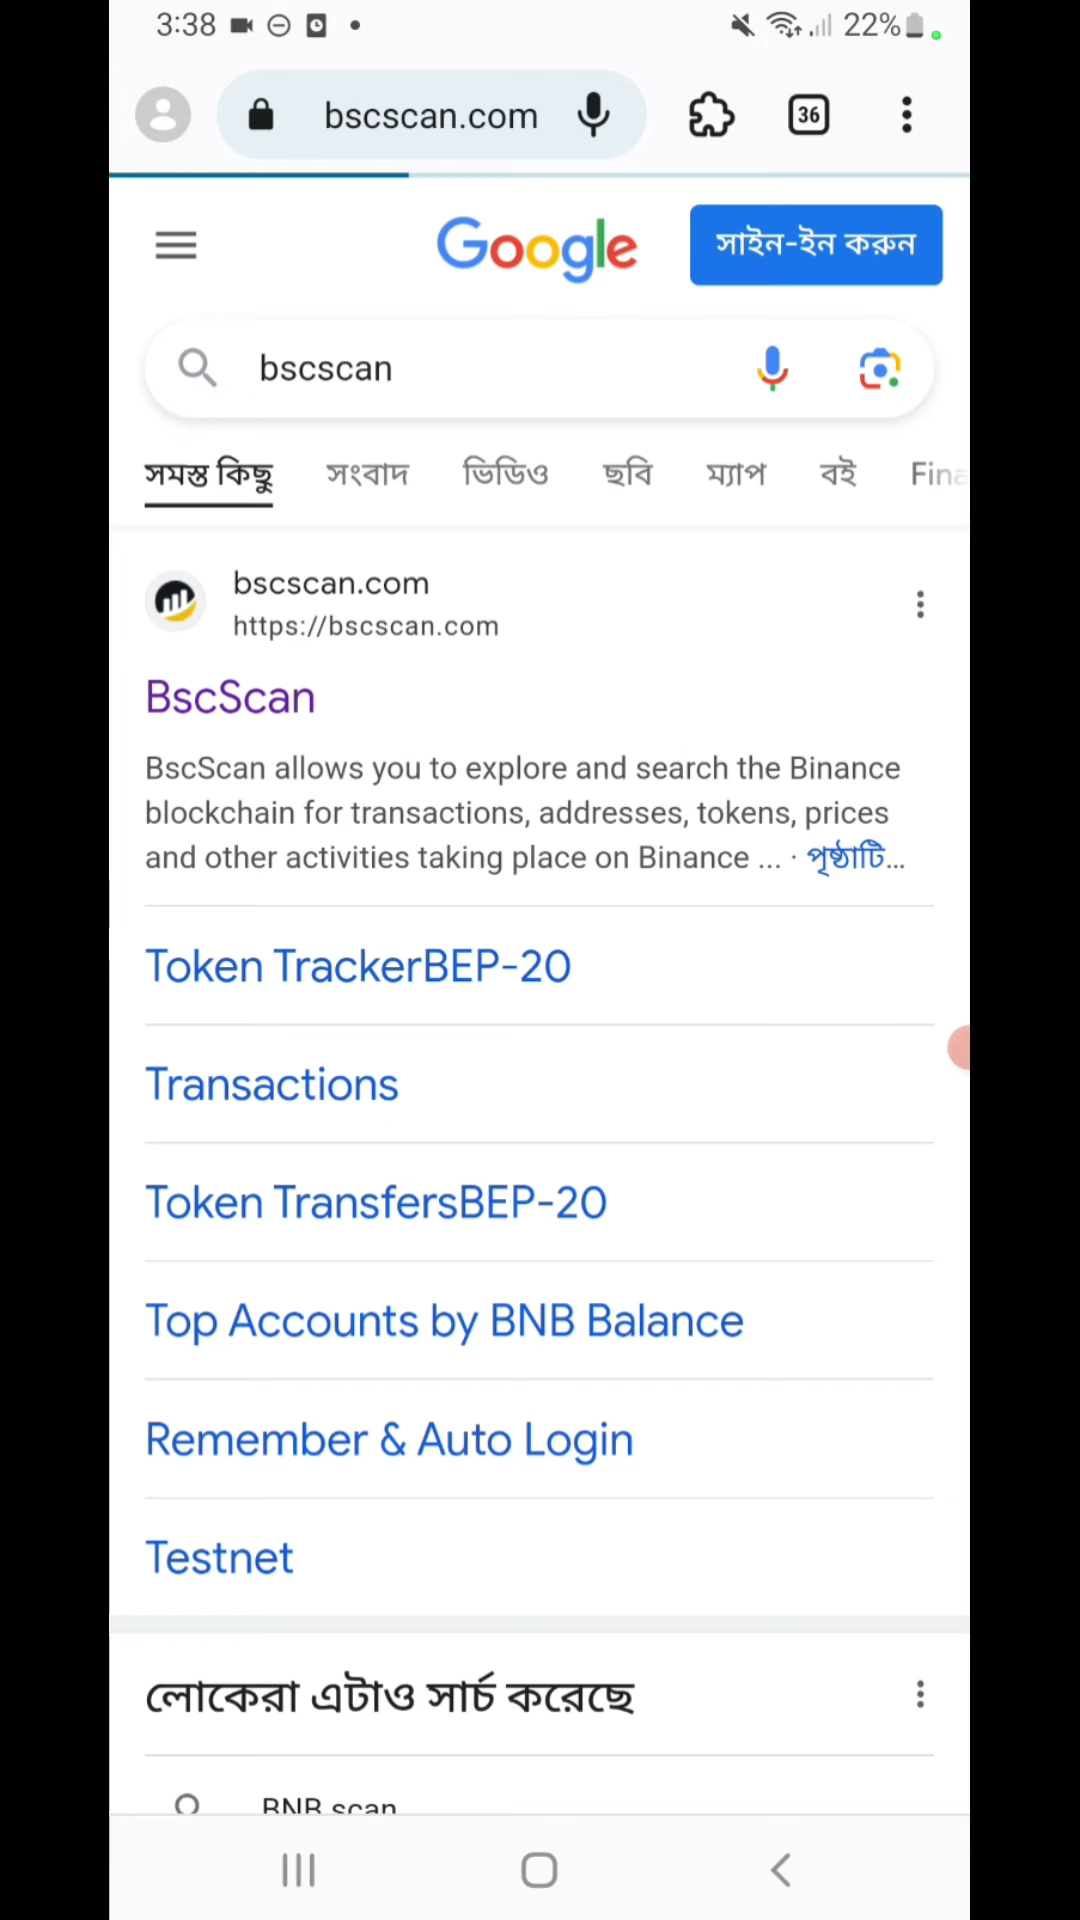 3:38
22%
bscscan.com
36
Google
সাইন-ইন করুন
bscscan
সমস্ত কিছু সংবাদ ভিডিও ছবি ম্যাপ বই Fina
bscscan.com
https://bscscan.com
BscScan
BscScan allows you to explore and search the Binance
blockchain for transactions, addresses, tokens, prices
and other activities taking place on Binance ... · পৃষ্ঠাটি...
Token TrackerBEP-20
Transactions
Token TransfersBEP-20
Top Accounts by BNB Balance
Remember & Auto Login
Testnet
লোকেরা এটাও সার্চ করেছে
BNB scan